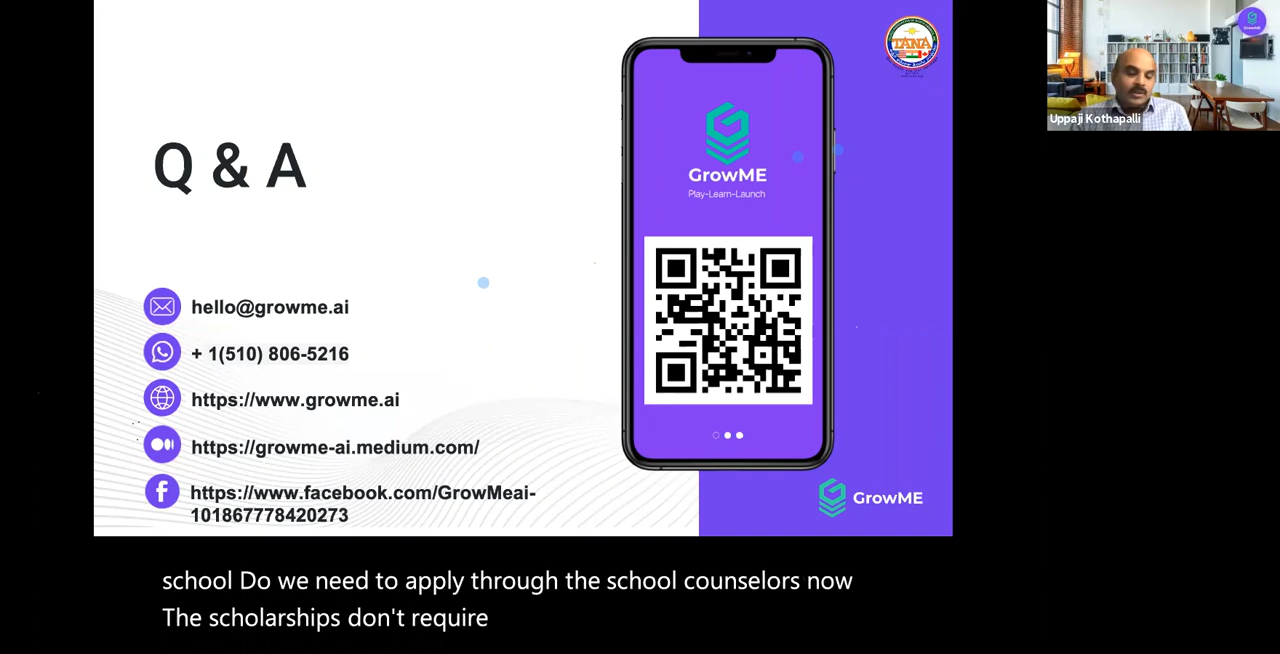 Q & A
hello@growme.ai
+ 1(510) 806-5216
https://www.growme.ai
https://growme-ai.medium.com/
https://www.facebook.com/GrowMeai-
101867778420273
GrowME
Play-Learn-Launch
TANA
GrowME
GrowME
Uppaji Kothapalli
school Do we need to apply through the school counselors now
The scholarships don't require